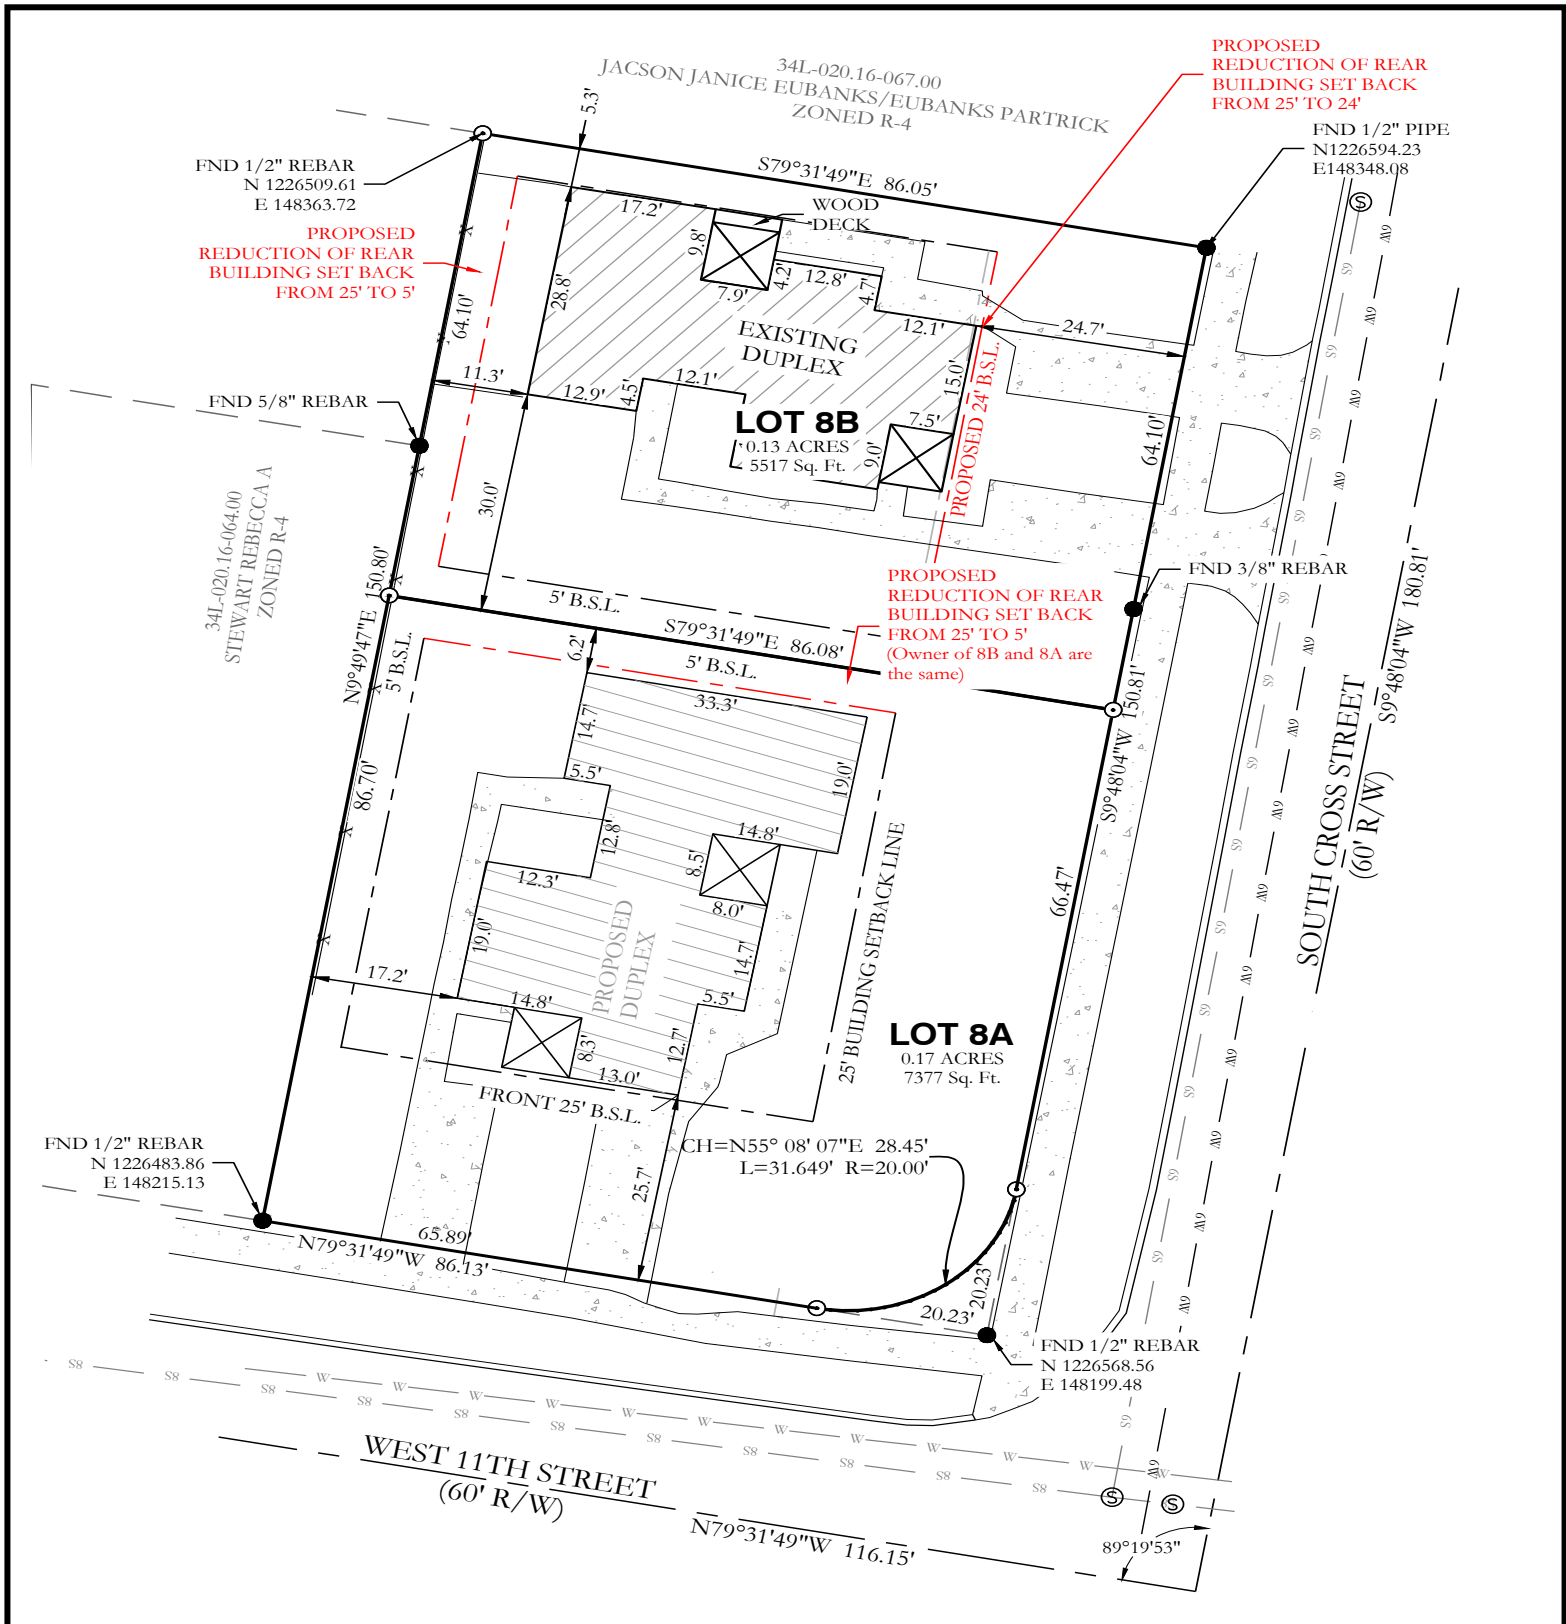 34L-020.16-067.00
JACSON JANICE EUBANKS/EUBANKS PARTRICK
ZONED R-4
PROPOSED
REDUCTION OF REAR
BUILDING SET BACK
FROM 25' TO 24'
FND 1/2" PIPE
N1226594.23
E148348.08
5.3'
FND 1/2" REBAR
N 1226509.61
E 148363.72
S79°31'49"E 86.05'
PROPOSED
REDUCTION OF REAR
BUILDING SET BACK
FROM 25' TO 5'
17.2'
WOOD
DECK
9.8'
7.9'
4.2'
12.8'
4.7'
12.1'
24.7'
28.8'
64.10'
EXISTING
DUPLEX
15.0'
11.3'
12.9'
4.5'
12.1'
FND 5/8" REBAR
LOT 8B
0.13 ACRES
5517 Sq. Ft.
7.5'
9.0'
PROPOSED 24' B.S.L.
64.10'
30.0'
34L-020.16-064.00
STEWART REBECCA A
ZONED R-4
N9°49'47"E 150.80'
5' B.S.L.
5' B.S.L.
S79°31'49"E 86.08'
5' B.S.L.
PROPOSED
REDUCTION OF REAR
BUILDING SET BACK
FROM 25' TO 5'
(Owner of 8B and 8A are
the same)
FND 3/8" REBAR
S9°48'04"W 180.81'
SOUTH CROSS STREET
(60' R/W)
S9°48'04"W 150.81'
6.2'
33.3'
14.7'
5.5'
19.0'
86.70'
12.8'
12.3'
14.8'
8.5'
8.0'
19.0'
PROPOSED
DUPLEX
14.7'
5.5'
25' BUILDING SETBACK LINE
66.47'
17.2'
14.8'
8.3'
12.7'
13.0'
FRONT 25' B.S.L.
LOT 8A
0.17 ACRES
7377 Sq. Ft.
CH=N55° 08' 07"E 28.45'
L=31.649' R=20.00'
25.7'
FND 1/2" REBAR
N 1226483.86
E 148215.13
65.89'
N79°31'49"W 86.13'
20.23'
20.23'
FND 1/2" REBAR
N 1226568.56
E 148199.48
WEST 11TH STREET
(60' R/W)
N79°31'49"W 116.15'
89°19'53"